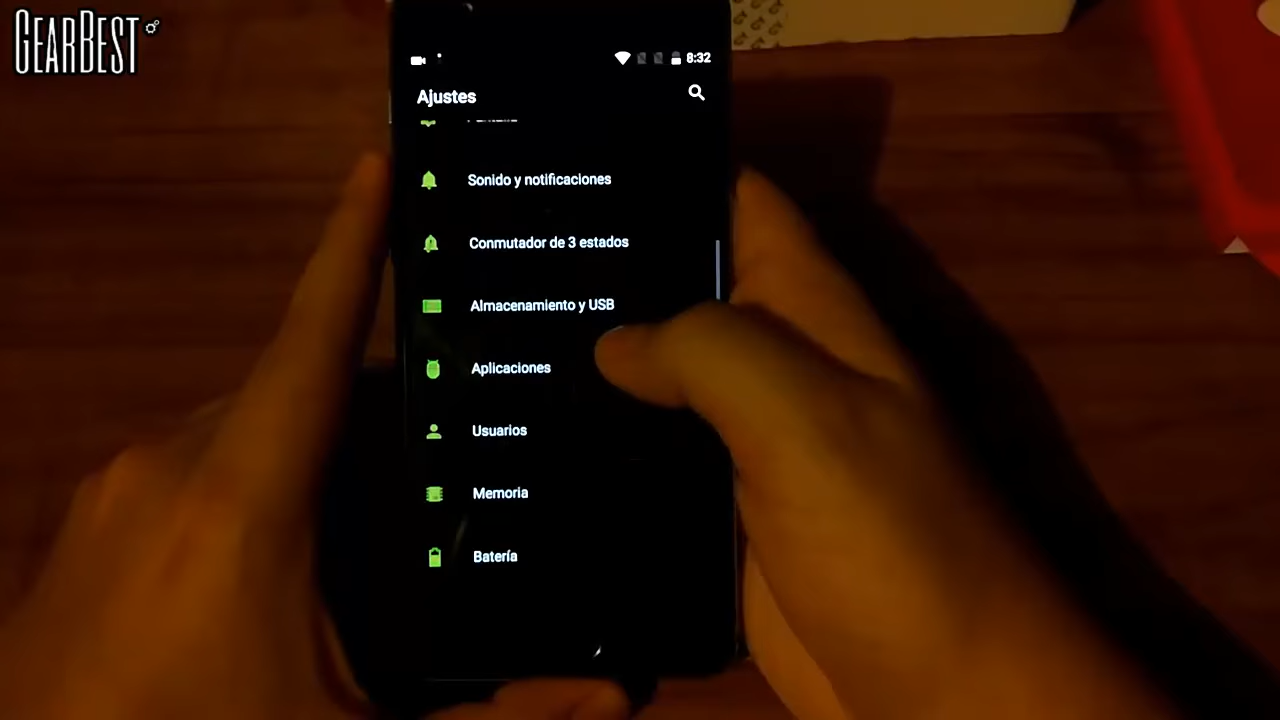 GEARBEST
8:32
Ajustes
Sonido y notificaciones
Conmutador de 3 estados
Almacenamiento y USB
Aplicaciones
Usuarios
Memoria
Batería